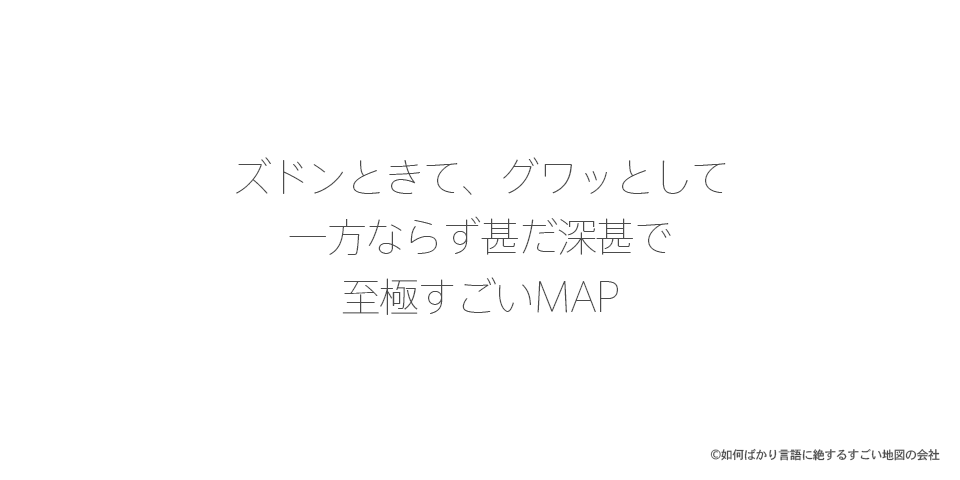 ズドンときて、グワッとして
一方ならず甚だ深甚で
至極すごいMAP
©如何ばかり言語に絶するすごい地図の会社